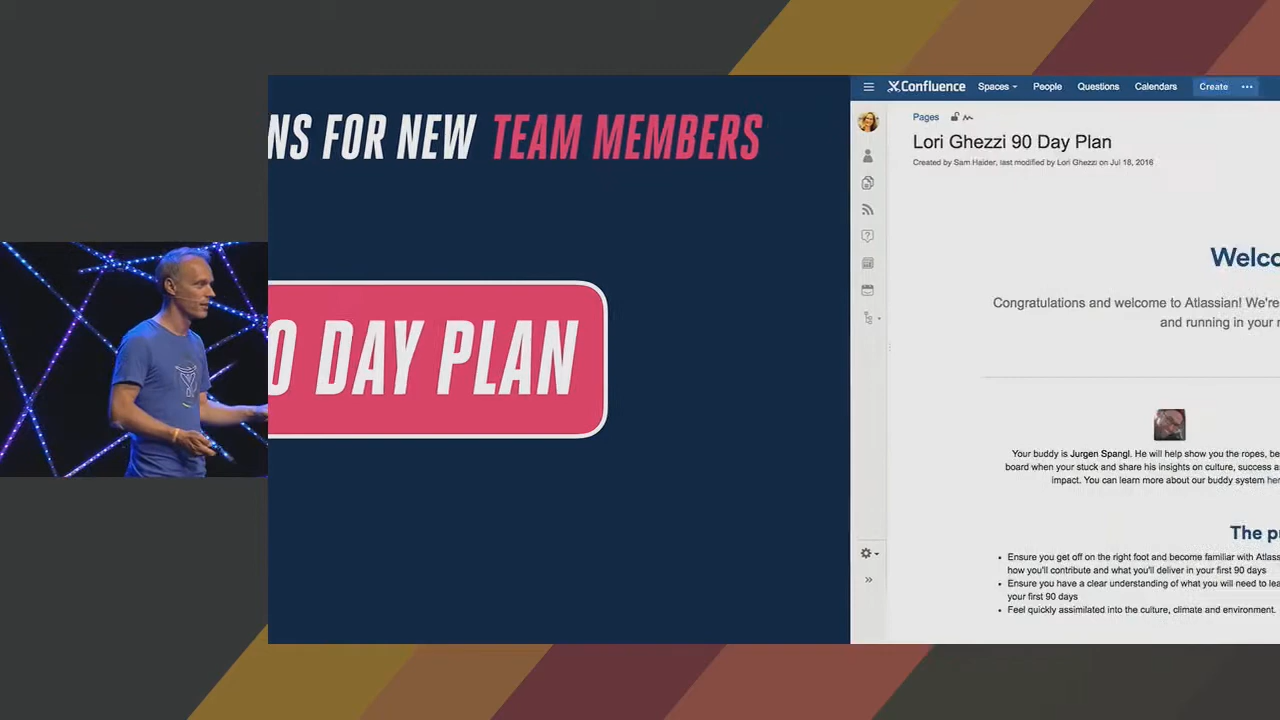 NS FOR NEW TEAM MEMBERS
0 DAY PLAN
Confluence Spaces People Questions Calendars Create
Pages
Lori Ghezzi 90 Day Plan
Created by Sam Haider, last modified by Lori Ghezzi on Jul 18, 2016
Welco
Congratulations and welcome to Atlassian! We're
and running in your
Your buddy is Jurgen Spangl. He will help show you the ropes, be
board when your stuck and share his insights on culture, success a
impact. You can learn more about our buddy system her
The pu
Ensure you get off on the right foot and become familiar with Atlass
how you'll contribute and what you'll deliver in your first 90 days
Ensure you have a clear understanding of what you will need to lea
your first 90 days
Feel quickly assimilated into the culture, climate and environment.